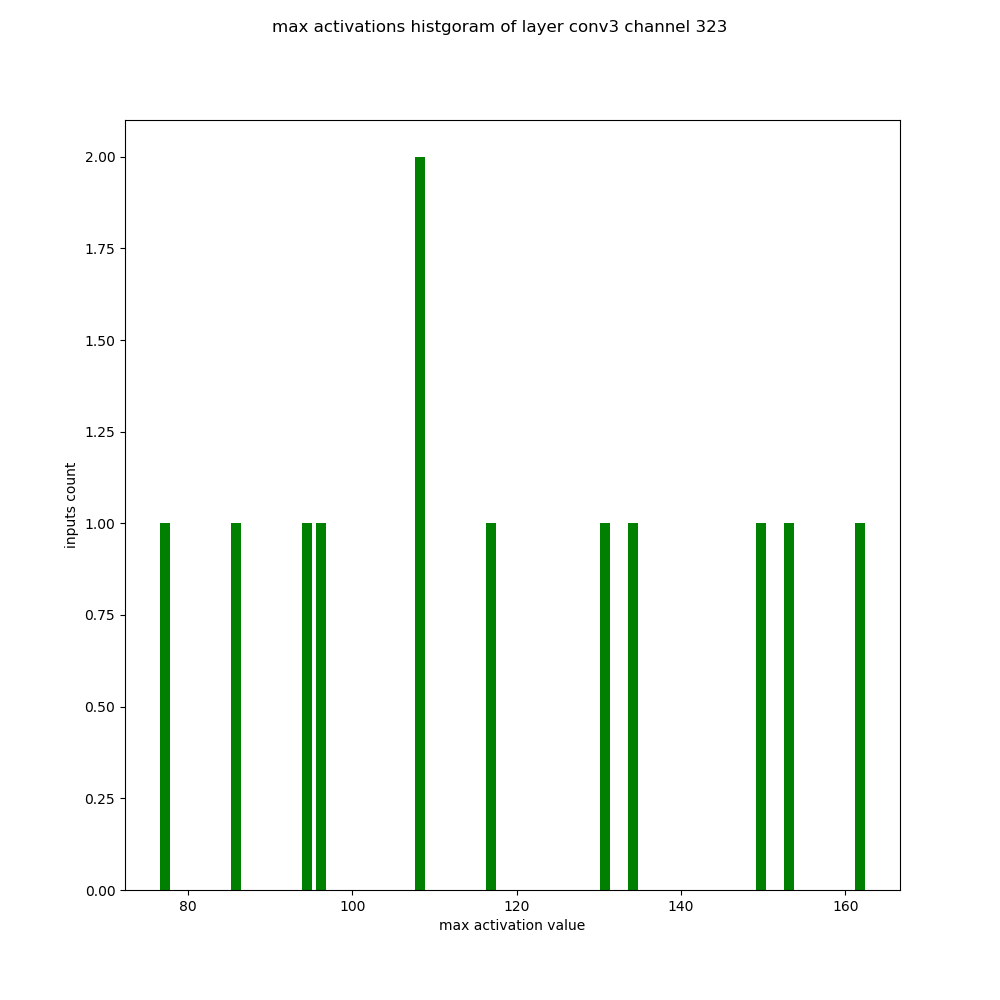 max activations histgoram of layer conv3 channel 323
2.00
1.75
1.50
1.25
1.00
0.75
0.50
0.25
0.00
inputs count
80 100 120 140 160
max activation value